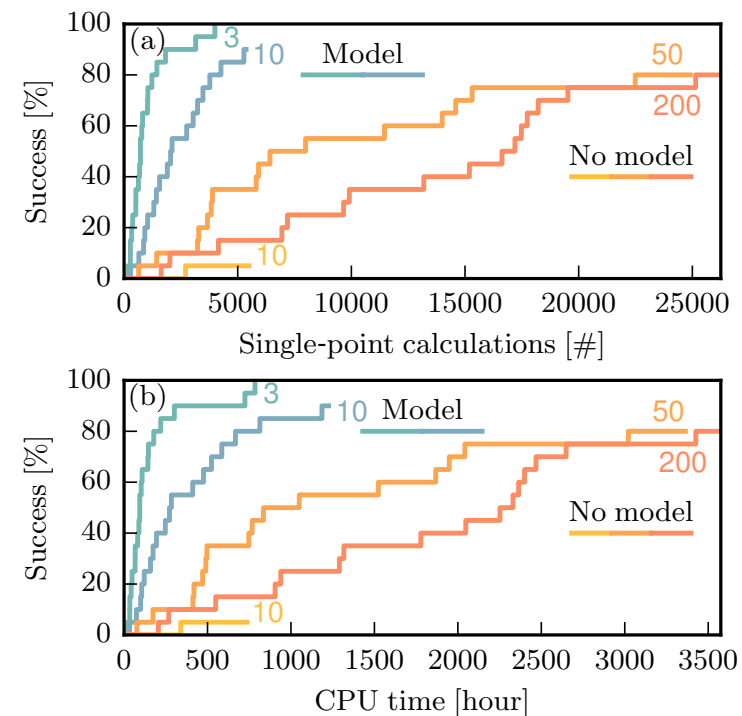 100
80
60
40
20
0
Success [%]
(a)
3
10
Model
50
200
No model
10
0 5000 10000 15000 20000 25000
Single-point calculations [#]
100
80
60
40
20
0
Success [%]
(b)
3
10
Model
50
200
No model
10
0 500 1000 1500 2000 2500 3000 3500
CPU time [hour]